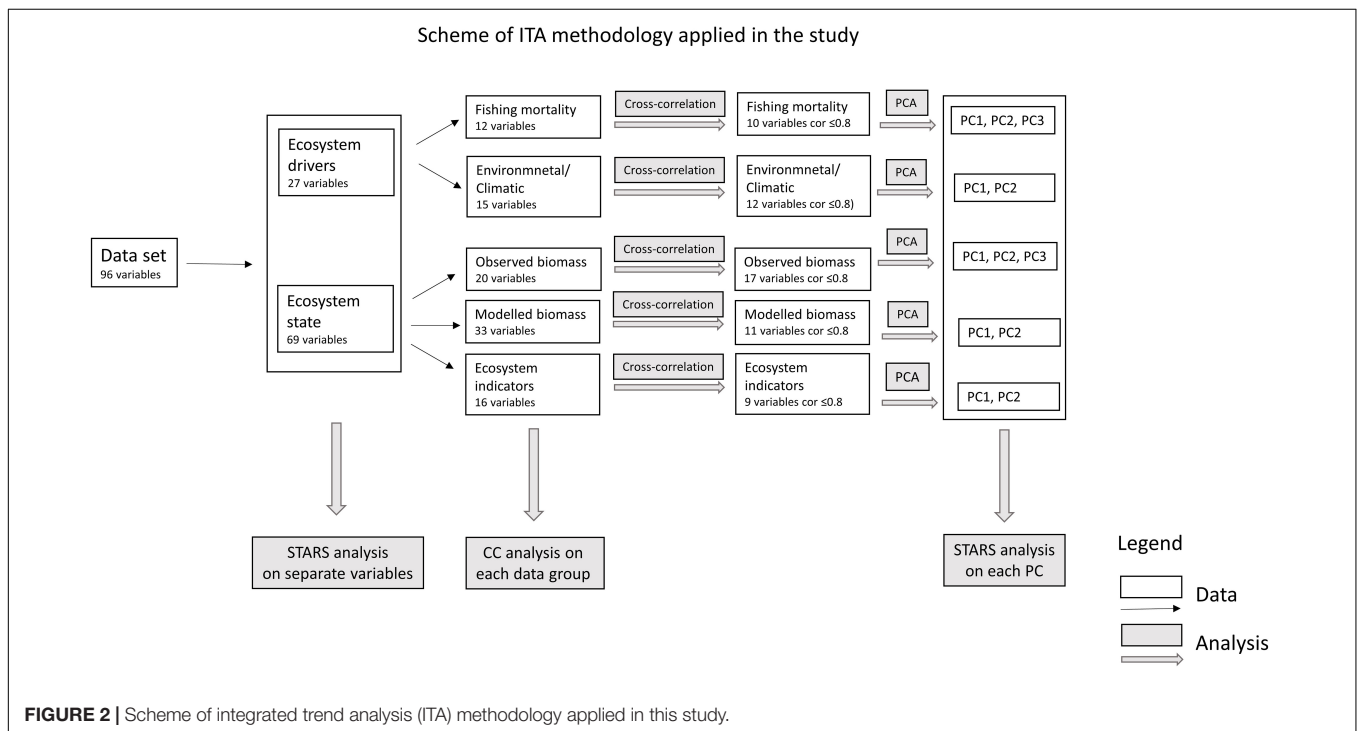 Scheme of ITA methodology applied in the study
Data set
96 variables
Ecosystem
drivers
27 variables
Ecosystem
state
69 variables
Fishing mortality
12 variables
Cross-correlation
Fishing mortality
10 variables cor ≤0.8
PCA
PC1, PC2, PC3
Environmnetal/
Climatic
15 variables
Cross-correlation
Environmnetal/
Climatic
12 variables cor ≤0.8)
PCA
PC1, PC2
Observed biomass
20 variables
Cross-correlation
Observed biomass
17 variables cor ≤0.8
PCA
PC1, PC2, PC3
Modelled biomass
33 variables
Cross-correlation
Modelled biomass
11 variables cor ≤0.8
PCA
PC1, PC2
Ecosystem
indicators
16 variables
Cross-correlation
Ecosystem
indicators
9 variables cor ≤0.8
PCA
PC1, PC2
STARS analysis
on separate variables
CC analysis on
each data group
STARS analysis
on each PC
Legend
Data
Analysis
FIGURE 2 | Scheme of integrated trend analysis (ITA) methodology applied in this study.